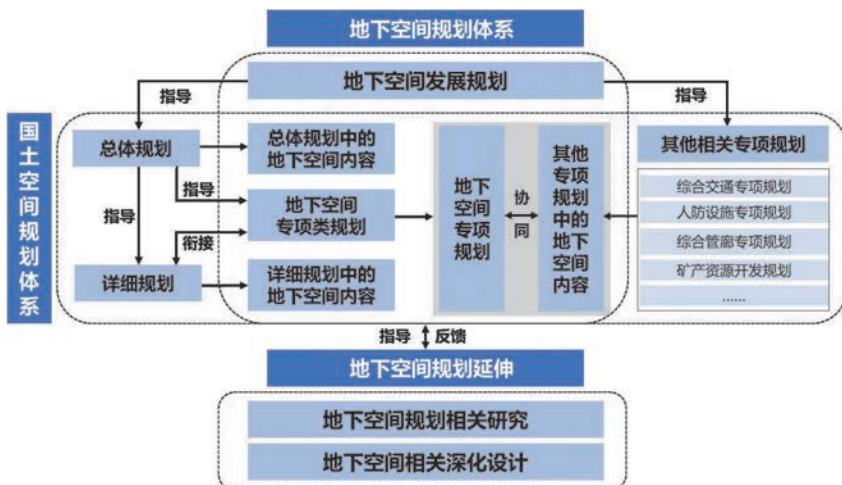 地下空间规划体系
地下空间发展规划
指导
指导
国土空间规划体系
总体规划
总体规划中的
地下空间内容
指导
指导
地下空间
专项类规划
衔接
详细规划
详细规划中的
地下空间内容
地下空间专项规划
协
同
其他专项规划中的地下空间内容
其他相关专项规划
综合交通专项规划
人防设施专项规划
综合管廊专项规划
矿产资源开发规划
......
指导
反馈
地下空间规划延伸
地下空间规划相关研究
地下空间相关深化设计